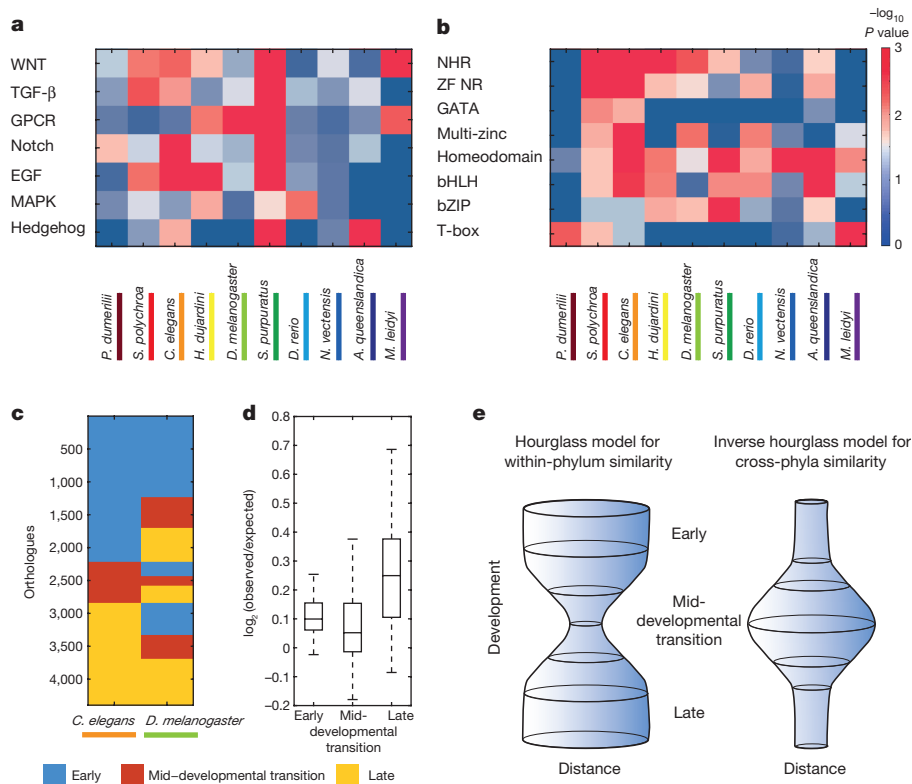 a
WNT
TGF-β
GPCR
Notch
EGF
MAPK
Hedgehog
P. dumerilii
S. polychroa
C. elegans
H. dujardini
D. melanogaster
S. purpuratus
D. rerio
N. vectensis
A. queenslandica
M. leidyi
b
–log10
P value
NHR
ZF NR
GATA
Multi-zinc
Homeodomain
bHLH
bZIP
T-box
3
2
1
0
P. dumerilii
S. polychroa
C. elegans
H. dujardini
D. melanogaster
S. purpuratus
D. rerio
N. vectensis
A. queenslandica
M. leidyi
c
Orthologues
500
1,000
1,500
2,000
2,500
3,000
3,500
4,000
C. elegans
D. melanogaster
Early
Mid–developmental transition
Late
d
log2 (observed/expected)
0.8
0.7
0.6
0.5
0.4
0.3
0.2
0.1
0
–0.1
–0.2
Early
Mid-
developmental
transition
Late
e
Hourglass model for
within-phylum similarity
Inverse hourglass model for
cross-phyla similarity
Development
Early
Mid-
developmental
transition
Late
Distance
Distance